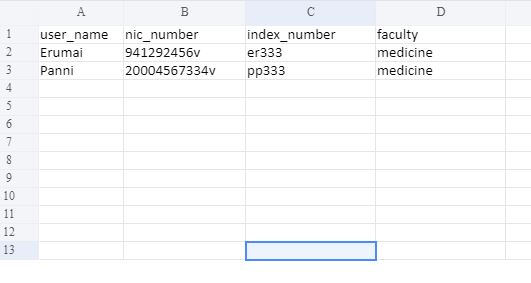 A B C D
1 user_name nic_number index_number faculty
2 Erumai 941292456v er333 medicine
3 Panni 20004567334v pp333 medicine
4
5
6
7
8
9
10
11
12
13